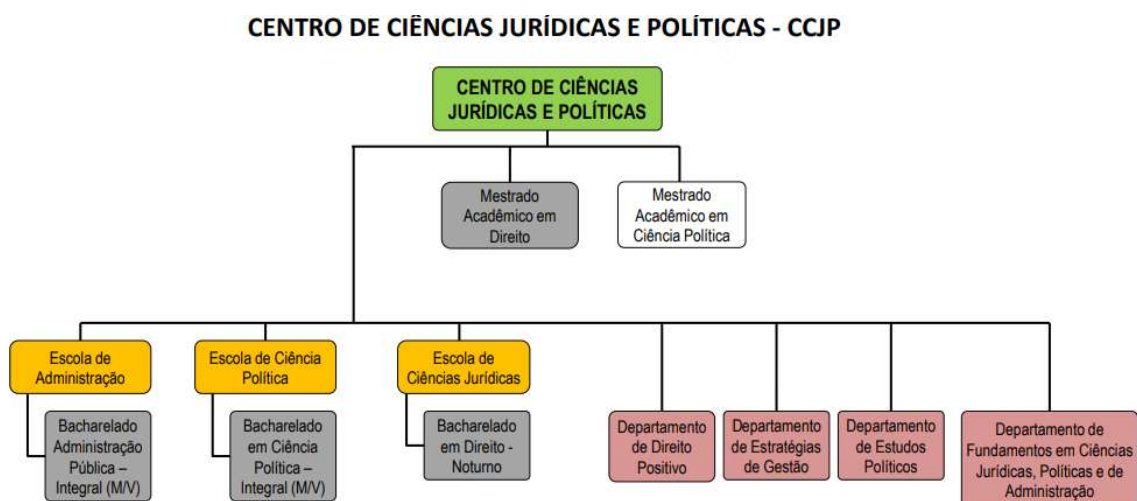 CENTRO DE CIÊNCIAS JURÍDICAS E POLÍTICAS - CCJP
CENTRO DE CIÊNCIAS
JURÍDICAS E POLÍTICAS
Mestrado
Acadêmico em
Direito
Mestrado
Acadêmico em
Ciência Política
Escola de
Administração
Escola de Ciência
Política
Escola de
Ciências Jurídicas
Bacharelado
Administração
Pública –
Integral (M/V)
Bacharelado
em Ciência
Política –
Integral (M/V)
Bacharelado
em Direito -
Noturno
Departamento
de Direito
Positivo
Departamento
de Estratégias
de Gestão
Departamento
de Estudos
Políticos
Departamento de
Fundamentos em Ciências
Jurídicas, Políticas e de
Administração